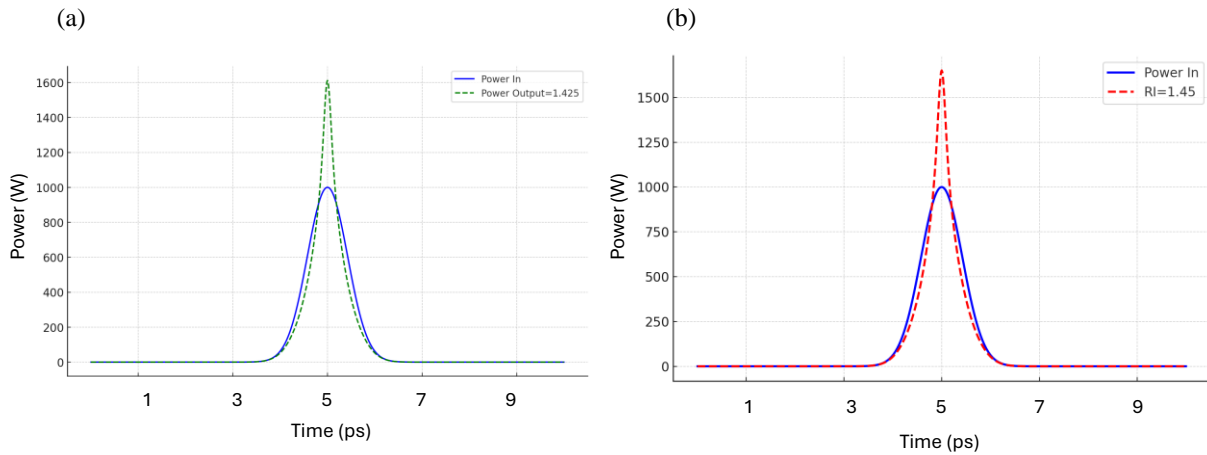 (a)
(b)
Power (W)
1600
1400
1200
1000
800
600
400
200
0
Power In
Power Output=1.425
1
3
5
7
9
Time (ps)
Power (W)
1500
1250
1000
750
500
250
0
Power In
RI=1.45
1
3
5
7
9
Time (ps)